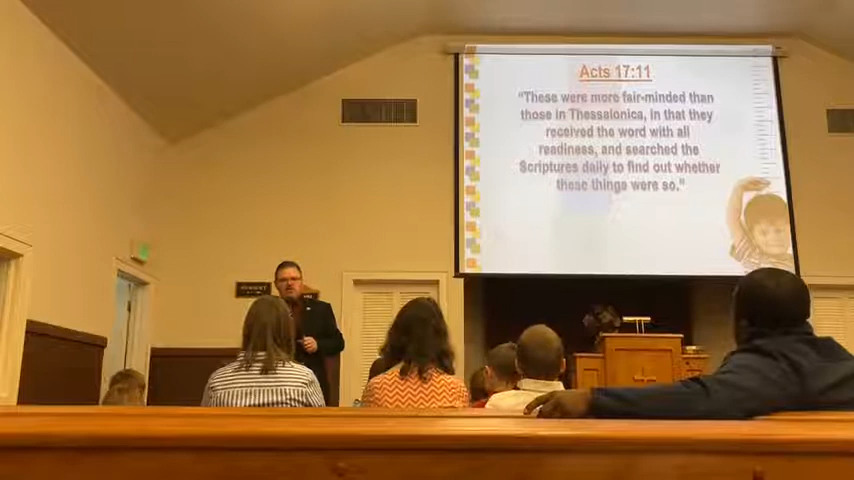 Acts 17:11
"These were more fair-minded than
those in Thessalonica, in that they
received the word with all
readiness, and searched the
Scriptures daily to find out whether
these things were so."